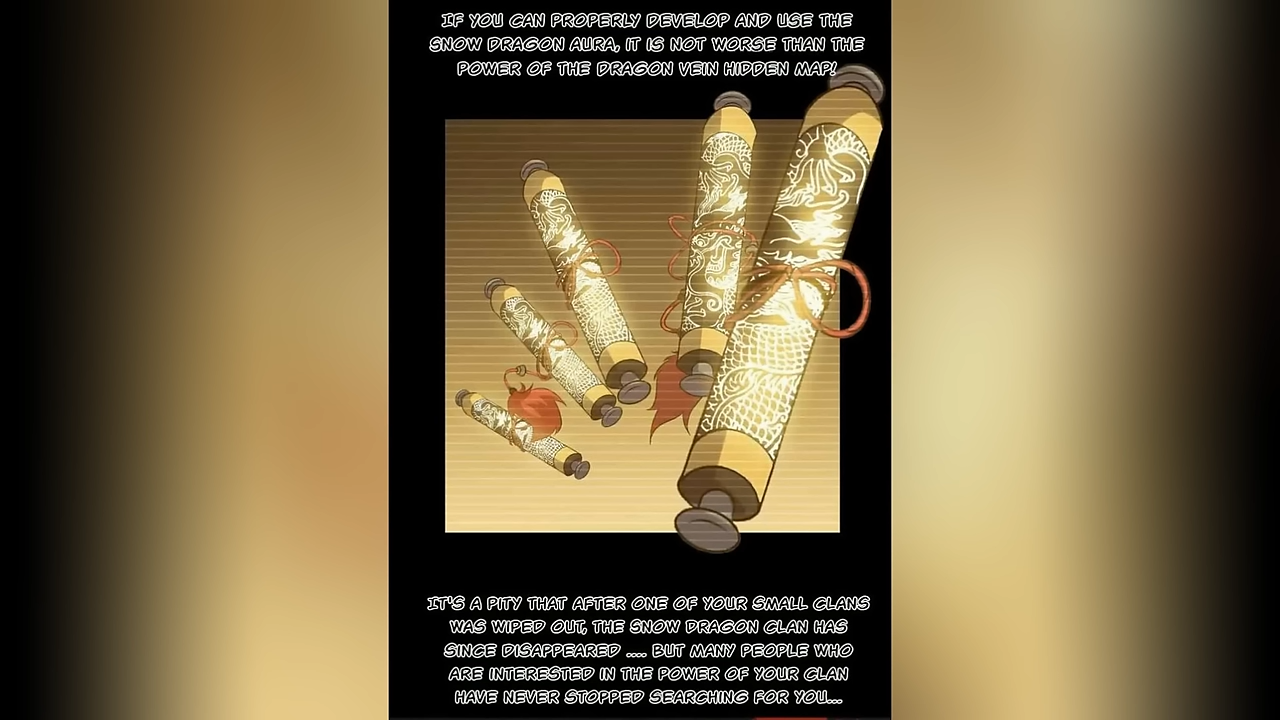 IF YOU CAN PROPERLY DEVELOP AND USE THE
SNOW DRAGON AURA, IT IS NOT WORSE THAN THE
POWER OF THE DRAGON VEIN HIDDEN MAP!
IT'S A PITY THAT AFTER ONE OF YOUR SMALL CLANS
WAS WIPED OUT, THE SNOW DRAGON CLAN HAS
SINCE DISAPPEARED .... BUT MANY PEOPLE WHO
ARE INTERESTED IN THE POWER OF YOUR CLAN
HAVE NEVER STOPPED SEARCHING FOR YOU...